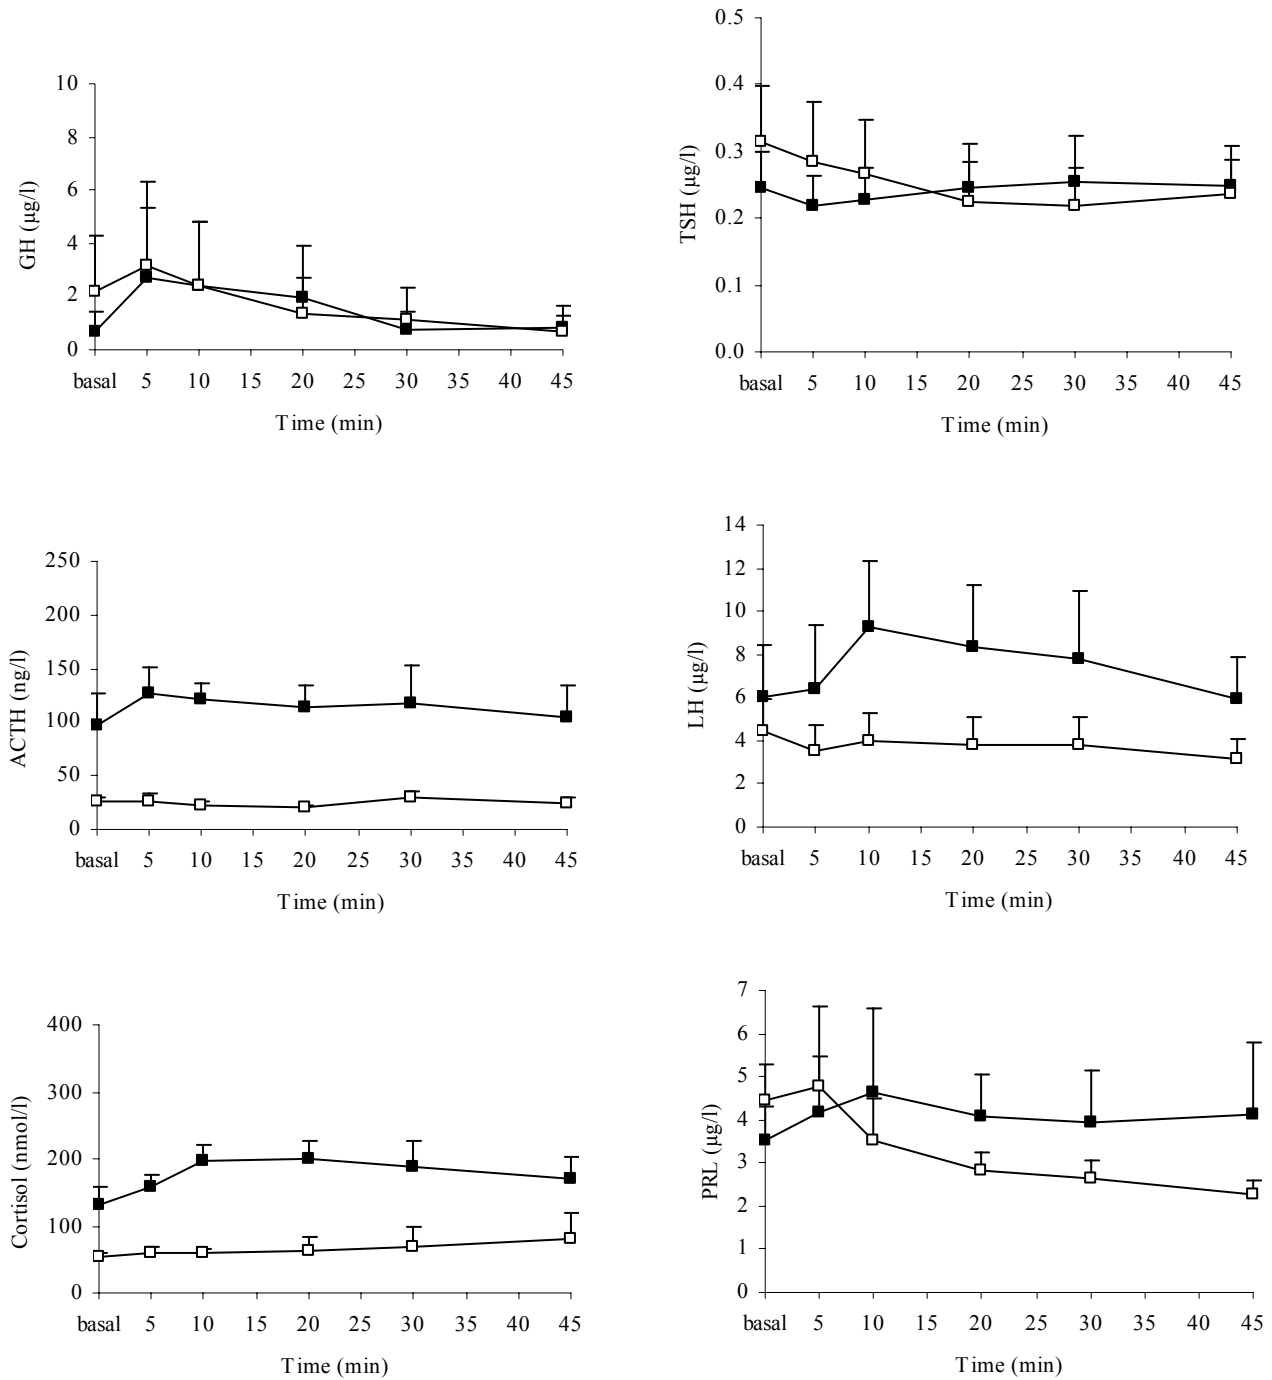 10
8
6
4
2
0
GH (μg/l)
basal 5 10 15 20 25 30 35 40 45
Time (min)
0.5
0.4
0.3
0.2
0.1
0.0
TSH (μg/l)
basal 5 10 15 20 25 30 35 40 45
Time (min)
250
200
150
100
50
0
ACTH (ng/l)
basal 5 10 15 20 25 30 35 40 45
Time (min)
14
12
10
8
6
4
2
0
LH (μg/l)
basal 5 10 15 20 25 30 35 40 45
Time (min)
400
300
200
100
0
Cortisol (nmol/l)
basal 5 10 15 20 25 30 35 40 45
Time (min)
7
6
5
4
3
2
1
0
PRL (μg/l)
basal 5 10 15 20 25 30 35 40 45
Time (min)